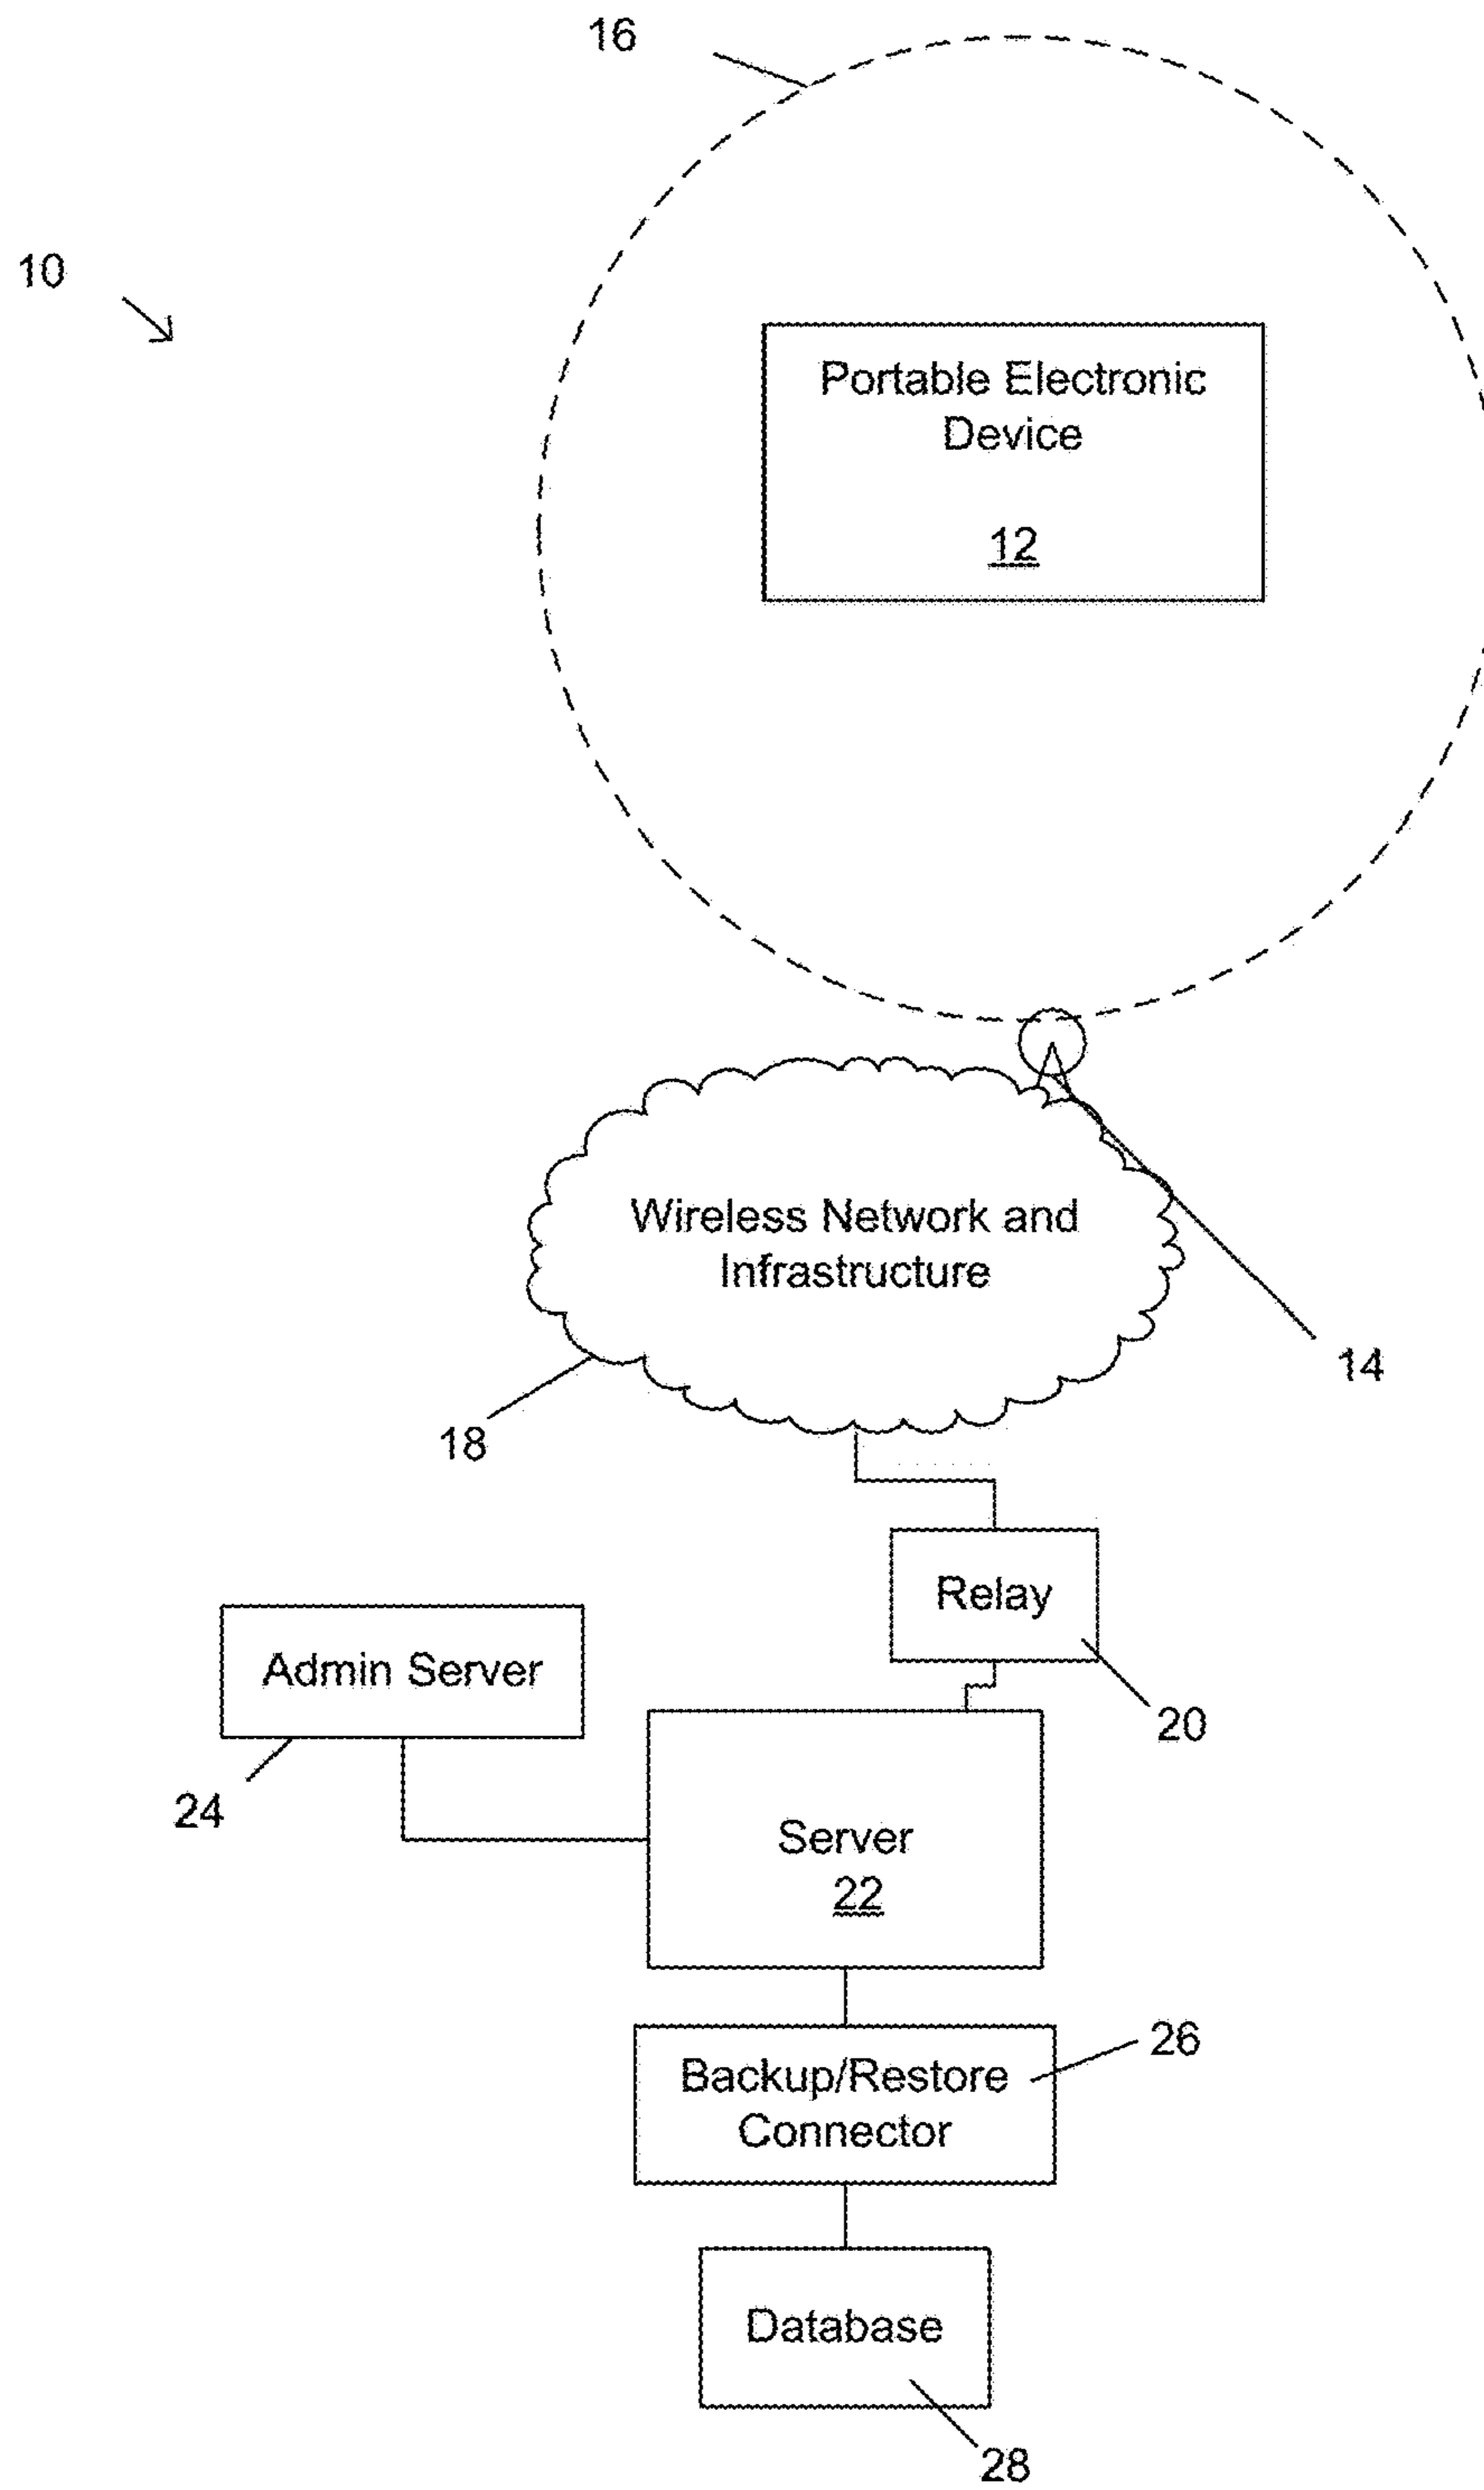 16
10
Portable Electronic
Device
12
Wireless Network and
Infrastructure
14
18
Relay
Admin Server
20
24
Server
22
26
Backup/Restore
Connector
Database
28